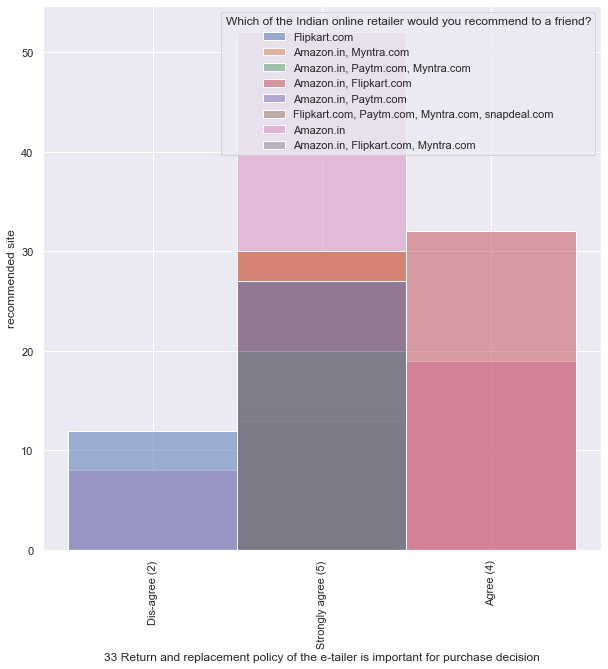 Which of the Indian online retailer would you recommend to a friend?
Flipkart.com
Amazon.in, Myntra.com
Amazon.in, Paytm.com, Myntra.com
Amazon.in, Flipkart.com
Amazon.in, Paytm.com
Flipkart.com, Paytm.com, Myntra.com, snapdeal.com
Amazon.in
Amazon.in, Flipkart.com, Myntra.com
50
40
30
20
10
0
recommended site
Dis-agree (2)
Strongly agree (5)
Agree (4)
33 Return and replacement policy of the e-tailer is important for purchase decision